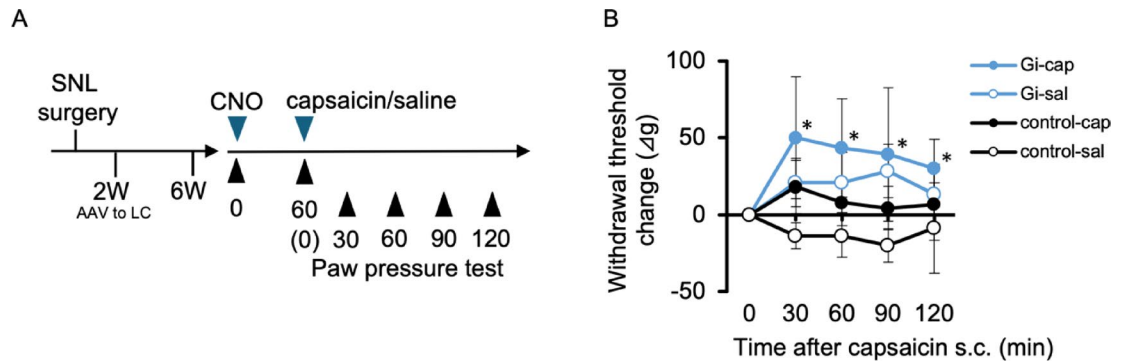 A
SNL
surgery
2W
AAV to LC
6W
CNO
capsaicin/saline
0
60
(0)
30
60
90
120
Paw pressure test
B
Withdrawal threshold
change (⊿g)
100
50
0
-50
*
*
*
*
0 30 60 90 120
Time after capsaicin s.c. (min)
Gi-cap
Gi-sal
control-cap
control-sal